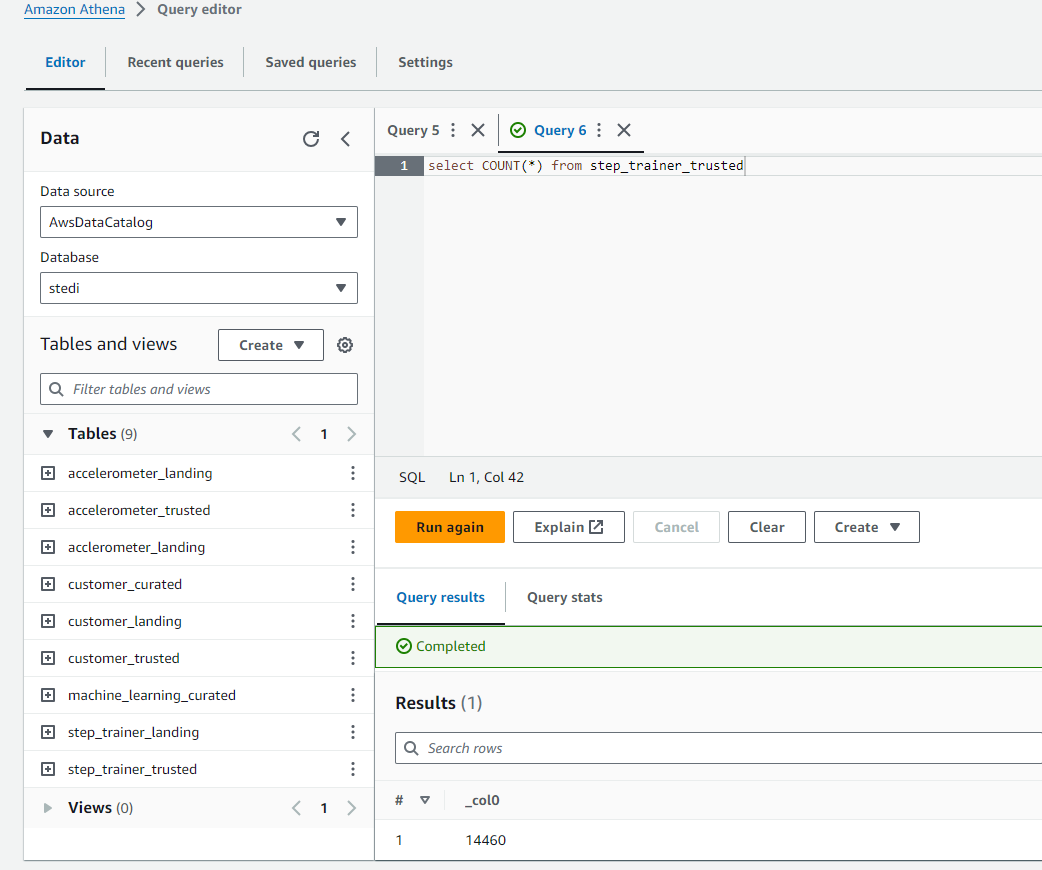 Amazon Athena > Query editor
Editor Recent queries Saved queries Settings
Data
Data source
AwsDataCatalog
Database
stedi
Tables and views Create
Filter tables and views
Tables (9) 1
accelerometer_landing
accelerometer_trusted
acclerometer_landing
customer_curated
customer_landing
customer_trusted
machine_learning_curated
step_trainer_landing
step_trainer_trusted
Views (0) 1
Query 5 Query 6
1 select COUNT(*) from step_trainer_trusted
SQL Ln 1, Col 42
Run again Explain Cancel Clear Create
Query results Query stats
Completed
Results (1)
Search rows
# _col0
1 14460